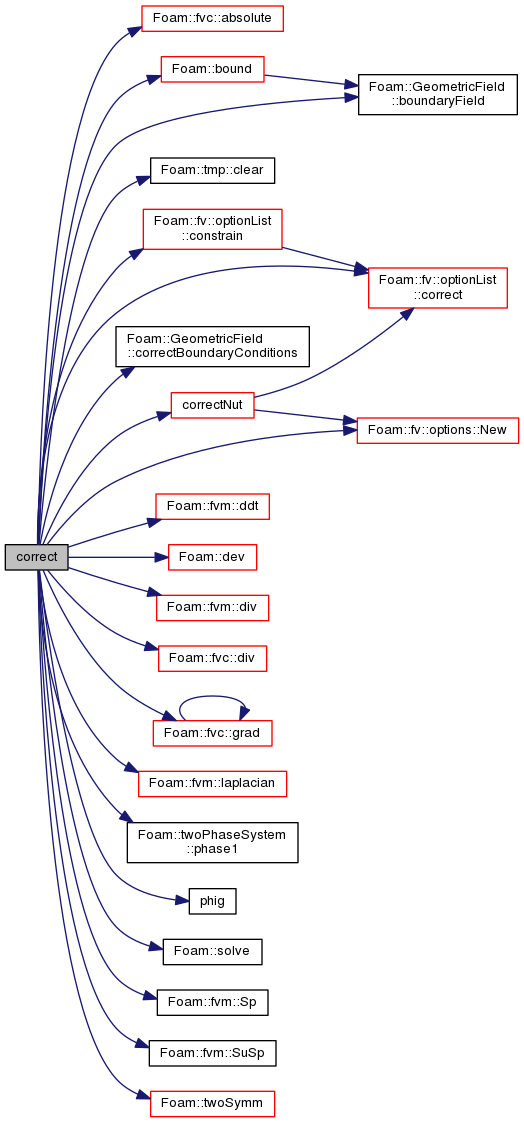 Foam::fvc::absolute
Foam::bound
Foam::GeometricField
::boundaryField
Foam::tmp::clear
Foam::fv::optionList
::constrain
Foam::fv::optionList
::correct
Foam::GeometricField
::correctBoundaryConditions
correctNut
Foam::fv::options::New
Foam::fvm::ddt
correct
Foam::dev
Foam::fvm::div
Foam::fvc::div
Foam::fvc::grad
Foam::fvm::laplacian
Foam::twoPhaseSystem
::phase1
phig
Foam::solve
Foam::fvm::Sp
Foam::fvm::SuSp
Foam::twoSymm